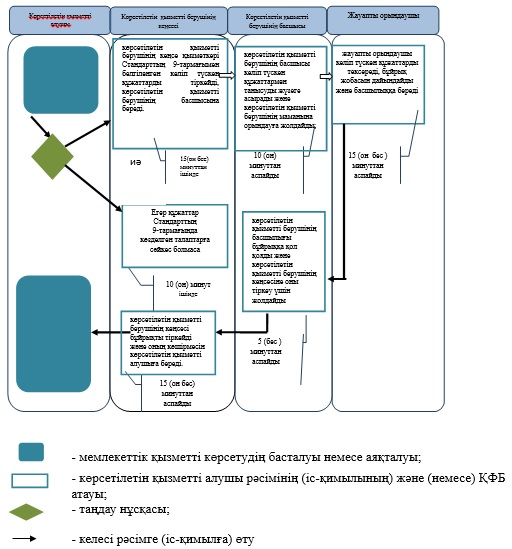 Көрсетілетін қызметті
алушы
Көрсетілетін қызметті берушінің
кеңсесі
Көрсетілетін қызметті
берушінің басшысы
Жауапты орындаушы
көрсетілетін қызметті
берушінің кеңсе қызметкері
Стандарттың 9-тармағымен
белгіленген келіп түскен
құжаттарды тіркейді,
көрсетілетін қызметті
берушінің басшысына
береді.
көрсетілетін қызметті
берушінің басшысы
келіп түскен
құжаттармен
танысуды жүзеге
асырады және
көрсетілетін қызметті
берушінің маманына
орындауға жолдайды;
жауапты орындаушы
келіп түскен құжаттарды
тексереді, бұйрық
жобасын дайындайды
және басшылыққа береді
иә
15(он бес)
минуттан
ішінде
10 (он)
минуттан
аспайды
15 (он бес )
минуттан
аспайды
Егер құжаттар
Стандарттың
9-тармағында
көзделген талаптарға
сәйкес болмаса
10 (он) минут
ішінде
көрсетілетін
қызметті берушінің
басшылығы
бұйрыққа қол
қояды және
көрсетілетін
қызметті берушінің
кеңсесіне оны
тіркеу үшін
жолдайды
көрсетілетін қызметті
берушінің кеңсесі
бұйрықты тіркейді
және оның көшірмесін
көрсетілетін қызметті
алушыға береді.
5 (бес )
минуттан
аспайды
15 (он бес)
минуттан
аспайды
- мемлекеттік қызметті көрсетудің басталуы немесе аяқталуы;
- көрсетілетін қызметті алушы рәсімінің (іс-қимылының) және (немесе) ҚФБ
атауы;
- таңдау нұсқасы;
- келесі рәсімге (іс-қимылға) өту